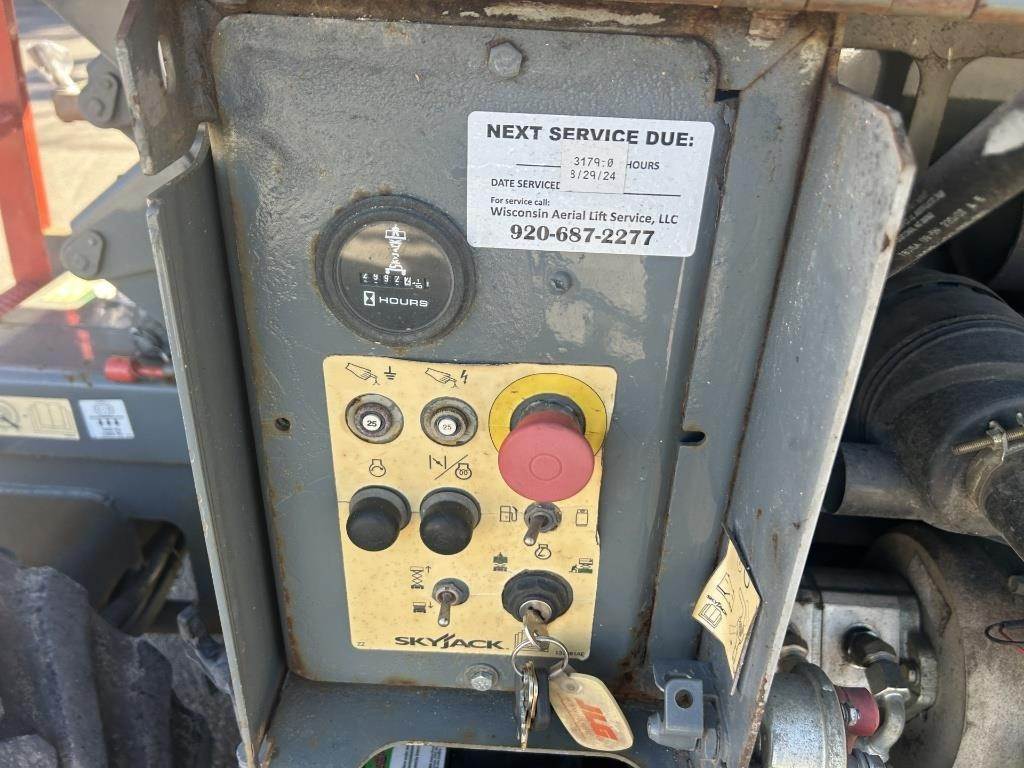 NEXT SERVICE DUE:
3179.0 HOURS
8/29/24
DATE SERVICED
For service call:
Wisconsin Aerial Lift Service, LLC
920-687-2277
HOURS
25
25
SKYJACK
JLG